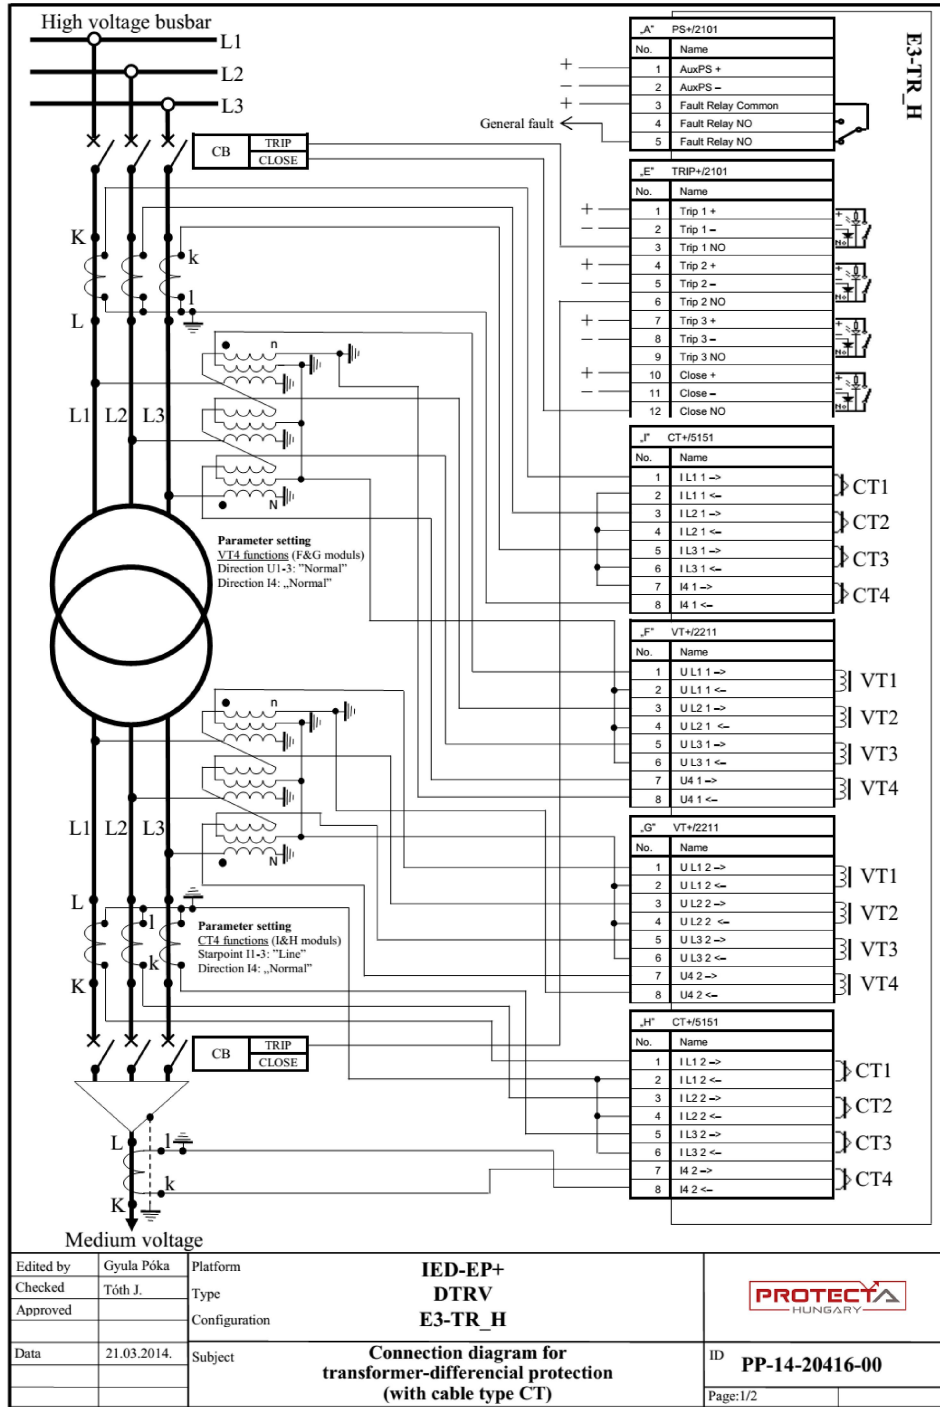 High voltage busbar
L1
L2
L3
E3-TR_H
„A” PS+/2101
No. Name
+ 1 AuxPS +
– 2 AuxPS –
+ 3 Fault Relay Common
General fault 4 Fault Relay NO
5 Fault Relay NO
CB TRIP
CLOSE
„E” TRIP+/2101
No. Name
+ 1 Trip 1 +
– 2 Trip 1 –
3 Trip 1 NO
+ 4 Trip 2 +
– 5 Trip 2 –
6 Trip 2 NO
+ 7 Trip 3 +
– 8 Trip 3 –
9 Trip 3 NO
+ 10 Close +
– 11 Close –
12 Close NO
K
k
l
L
n
L1 L2 L3
N
Parameter setting
VT4 functions (F&G moduls)
Direction U1-3: ”Normal”
Direction I4: „Normal”
„I” CT+/5151
No. Name
1 I L1 1 –>
2 I L1 1 <–
3 I L2 1 –>
4 I L2 1 <–
5 I L3 1 –>
6 I L3 1 <–
7 I4 1 –>
8 I4 1 <–
CT1
CT2
CT3
CT4
„F” VT+/2211
No. Name
1 U L1 1 –>
2 U L1 1 <–
3 U L2 1 –>
4 U L2 1 <–
5 U L3 1 –>
6 U L3 1 <–
7 U4 1 –>
8 U4 1 <–
VT1
VT2
VT3
VT4
n
L1 L2 L3
N
„G” VT+/2211
No. Name
1 U L1 2 –>
2 U L1 2 <–
3 U L2 2 –>
4 U L2 2 <–
5 U L3 2 –>
6 U L3 2 <–
7 U4 2 –>
8 U4 2 <–
VT1
VT2
VT3
VT4
L
l
k
K
Parameter setting
CT4 functions (I&H moduls)
Starpoint I1-3: ”Line”
Direction I4: „Normal”
CB TRIP
CLOSE
„H” CT+/5151
No. Name
1 I L1 2 –>
2 I L1 2 <–
3 I L2 2 –>
4 I L2 2 <–
5 I L3 2 –>
6 I L3 2 <–
7 I4 2 –>
8 I4 2 <–
CT1
CT2
CT3
CT4
L
l
k
K
Medium voltage
Edited by Gyula Póka
Checked Tóth J.
Approved
Data 21.03.2014.
Platform IED-EP+
Type DTRV
Configuration E3-TR_H
Subject Connection diagram for
transformer-differencial protection
(with cable type CT)
PROTECTA
HUNGARY
ID PP-14-20416-00
Page:1/2